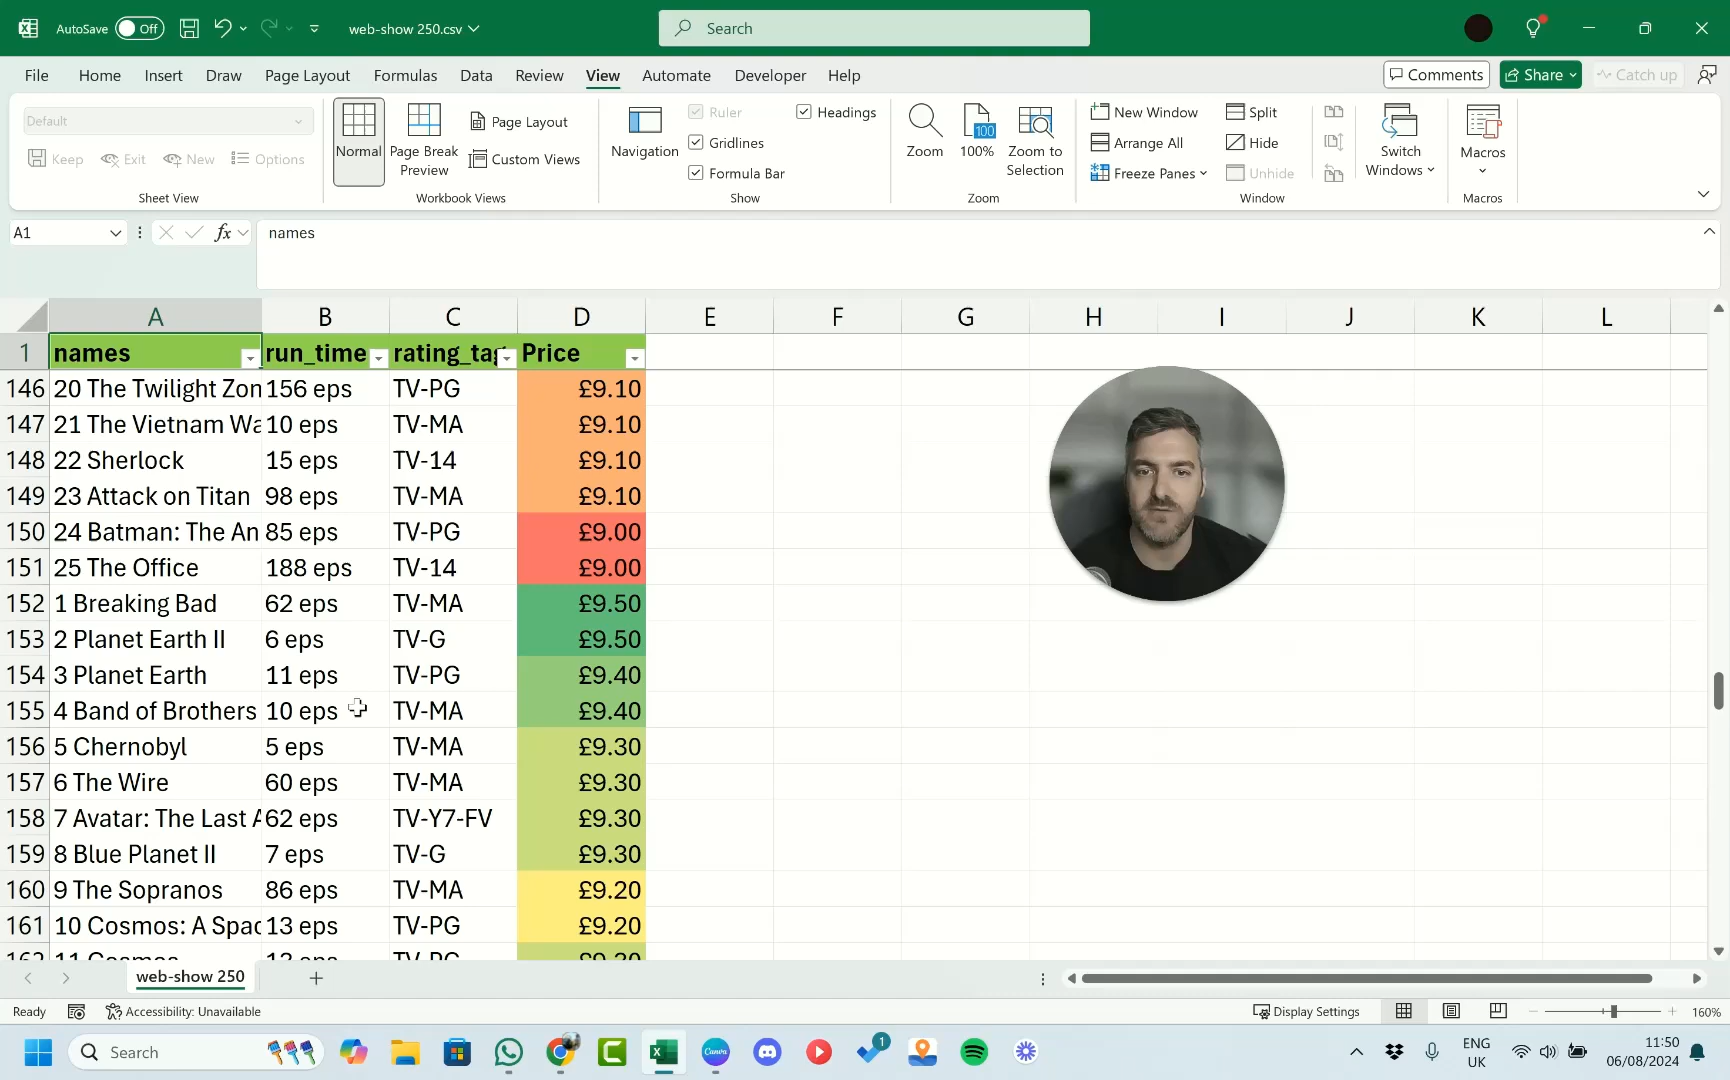 AutoSave Off web-show 250.csv Search
File Home Insert Draw Page Layout Formulas Data Review View Automate Developer Help Comments Share Catch up
Default
Keep Exit New Options
Sheet View
Normal Page Break Preview Page Layout Custom Views
Workbook Views
Navigation Ruler Gridlines Formula Bar Headings
Show
Zoom 100 100% Zoom to Selection
Zoom
New Window Arrange All Freeze Panes Split Hide Unhide Switch Windows
Window
Macros
Macros
A1 fx names
A B C D E F G H I J K L
1 names run_time rating_tag Price
146 20 The Twilight Zon 156 eps TV-PG £9.10
147 21 The Vietnam Wa 10 eps TV-MA £9.10
148 22 Sherlock 15 eps TV-14 £9.10
149 23 Attack on Titan 98 eps TV-MA £9.10
150 24 Batman: The An 85 eps TV-PG £9.00
151 25 The Office 188 eps TV-14 £9.00
152 1 Breaking Bad 62 eps TV-MA £9.50
153 2 Planet Earth II 6 eps TV-G £9.50
154 3 Planet Earth 11 eps TV-PG £9.40
155 4 Band of Brothers 10 eps TV-MA £9.40
156 5 Chernobyl 5 eps TV-MA £9.30
157 6 The Wire 60 eps TV-MA £9.30
158 7 Avatar: The Last A 62 eps TV-Y7-FV £9.30
159 8 Blue Planet II 7 eps TV-G £9.30
160 9 The Sopranos 86 eps TV-MA £9.20
161 10 Cosmos: A Spac 13 eps TV-PG £9.20
web-show 250
Ready Accessibility: Unavailable Display Settings 160%
Search Canva 1 ENG 11:50
UK 06/08/2024